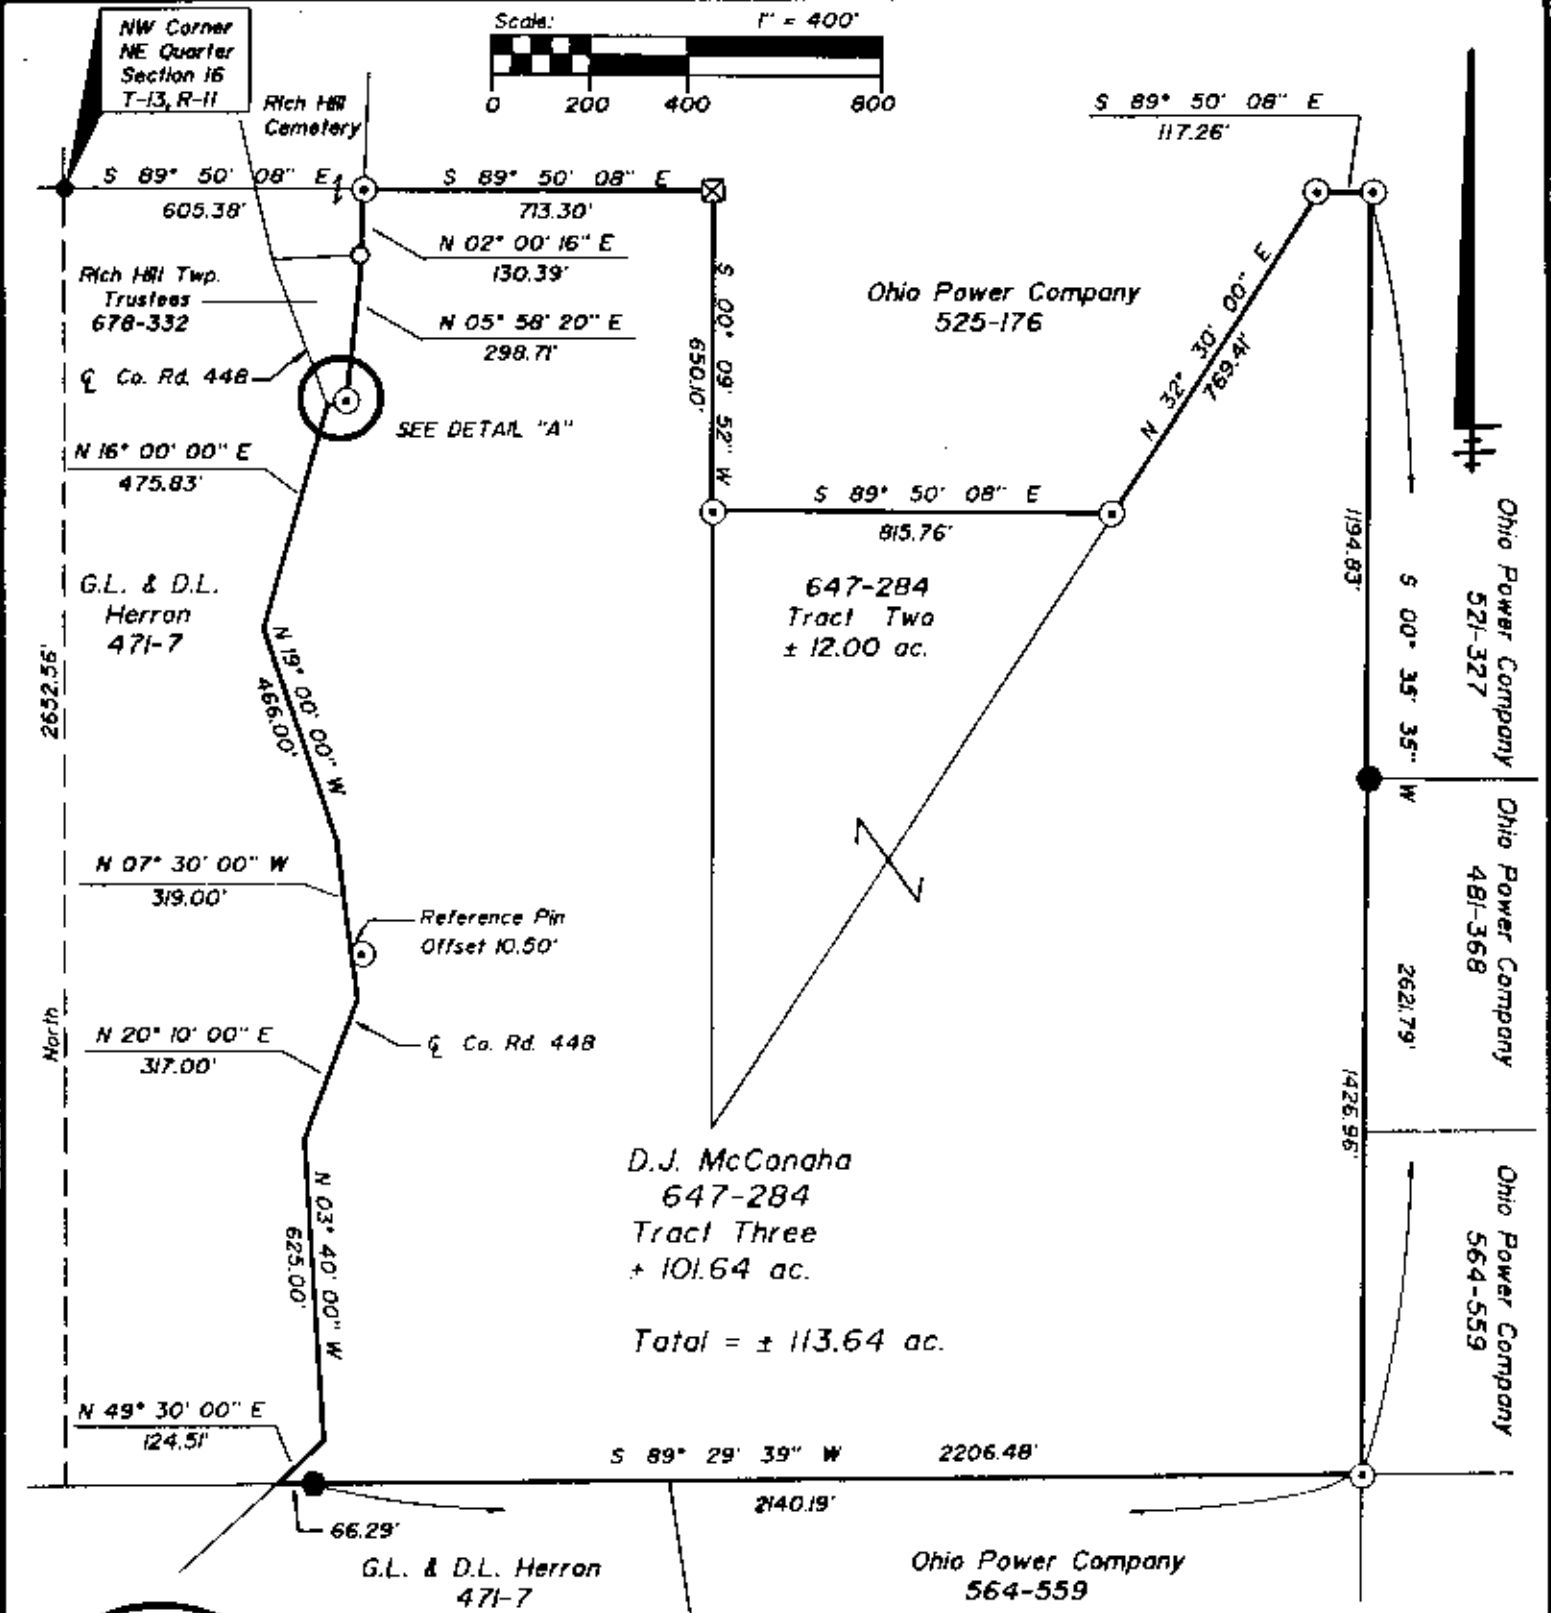 NW Corner
NE Quarter
Section 16
T-13, R-11
Scale: 1" = 400'
0 200 400 800
Rich Hill
Cemetery
S 89° 50' 08" E
117.26'
S 89° 50' 08" E
605.38'
S 89° 50' 08" E
713.30'
N 02° 00' 16" E
130.39'
Rich Hill Twp.
Trustees
678-332
N 05° 58' 20" E
298.71'
℄ Co. Rd. 448
SEE DETAIL "A"
S 00° 09' 52" W
650.10'
Ohio Power Company
525-176
N 32° 30' 00" E
769.41'
N 16° 00' 00" E
475.83'
S 89° 50' 08" E
815.76'
647-284
Tract Two
± 12.00 ac.
G.L. & D.L.
Herron
471-7
2652.56'
North
N 19° 00' 00" W
466.00'
N 07° 30' 00" W
319.00'
Reference Pin
Offset 10.50'
N 20° 10' 00" E
317.00'
℄ Co. Rd. 448
1194.83'
S 00° 35' 35" W
2621.79'
1426.96'
Ohio Power Company
521-327
Ohio Power Company
481-368
Ohio Power Company
564-559
D.J. McConaha
647-284
Tract Three
± 101.64 ac.
Total = ± 113.64 ac.
N 03° 40' 00" W
625.00'
N 49° 30' 00" E
124.51'
S 89° 29' 39" W 2206.48'
2140.19'
66.29'
G.L. & D.L. Herron
471-7
Ohio Power Company
564-559